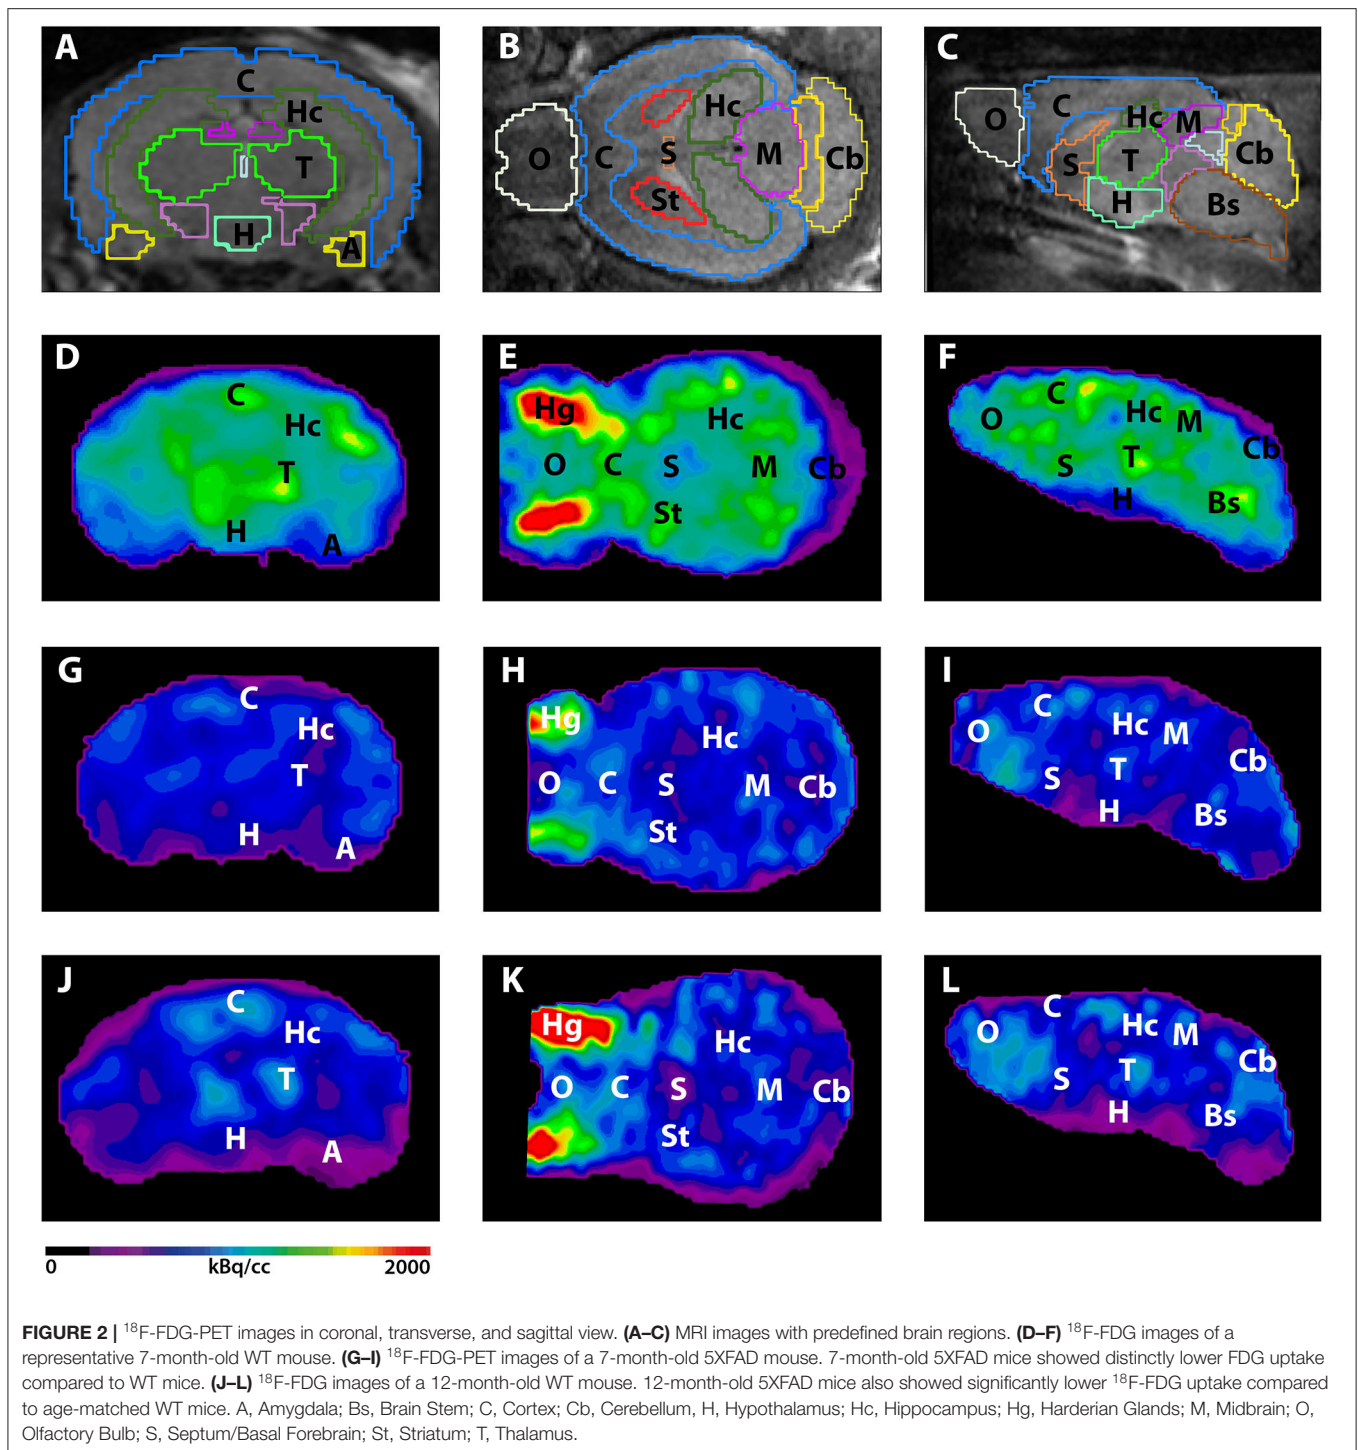 A
C
Hc
T
H
A
B
O
C
S
St
Hc
M
Cb
C
O
C
S
Hc
T
H
M
Cb
Bs
D
C
Hc
T
H
A
E
Hg
O
C
S
St
Hc
M
Cb
F
O
C
S
Hc
T
H
M
Cb
Bs
G
C
Hc
T
H
A
H
Hg
O
C
S
St
Hc
M
Cb
I
O
C
S
Hc
T
H
M
Cb
Bs
J
C
Hc
T
H
A
K
Hg
O
C
S
St
Hc
M
Cb
L
O
C
S
Hc
T
H
M
Cb
Bs
0 kBq/cc 2000
FIGURE 2 | ¹⁸F-FDG-PET images in coronal, transverse, and sagittal view. (A–C) MRI images with predefined brain regions. (D–F) ¹⁸F-FDG images of a
representative 7-month-old WT mouse. (G–I) ¹⁸F-FDG-PET images of a 7-month-old 5XFAD mouse. 7-month-old 5XFAD mice showed distinctly lower FDG uptake
compared to WT mice. (J–L) ¹⁸F-FDG images of a 12-month-old WT mouse. 12-month-old 5XFAD mice also showed significantly lower ¹⁸F-FDG uptake compared
to age-matched WT mice. A, Amygdala; Bs, Brain Stem; C, Cortex; Cb, Cerebellum, H, Hypothalamus; Hc, Hippocampus; Hg, Harderian Glands; M, Midbrain; O,
Olfactory Bulb; S, Septum/Basal Forebrain; St, Striatum; T, Thalamus.